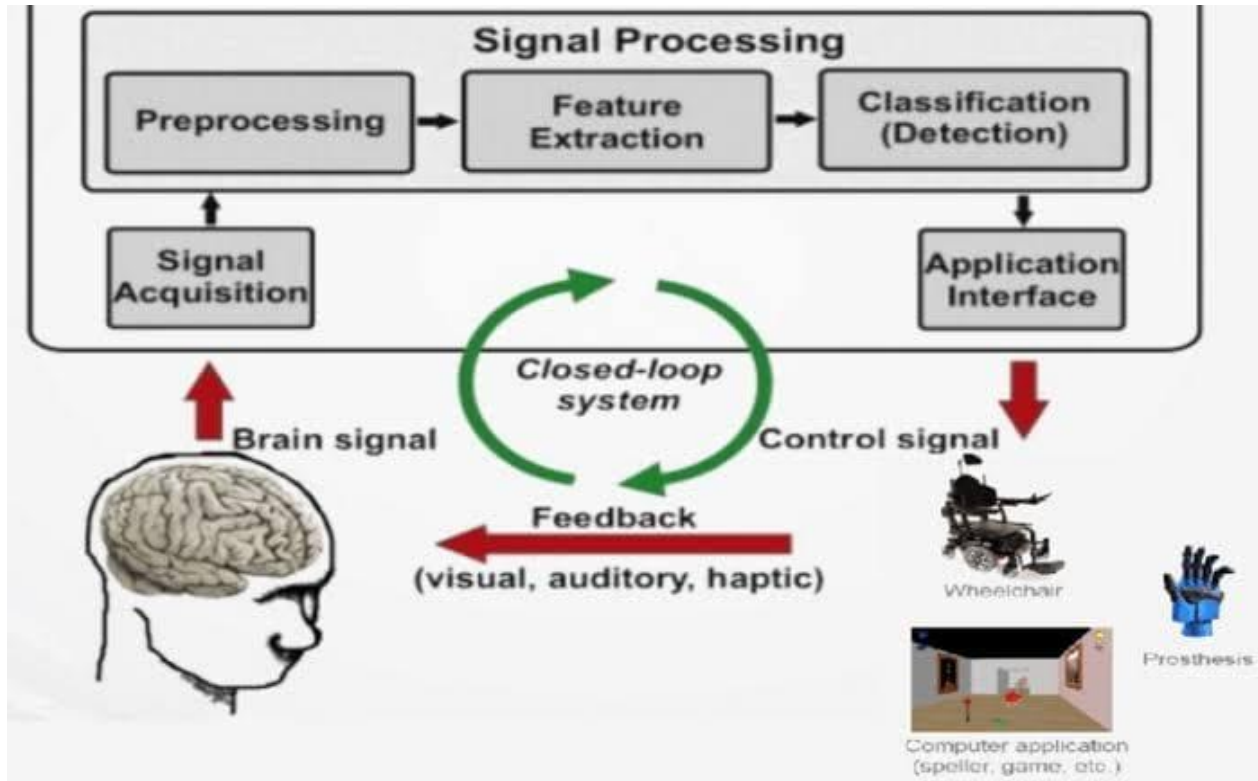 Signal Processing
Preprocessing
Feature
Extraction
Classification
(Detection)
Signal
Acquisition
Application
Interface
Closed-loop
system
Brain signal
Control signal
Feedback
(visual, auditory, haptic)
Wheelchair
Prosthesis
Computer application
(speller, game, etc.)